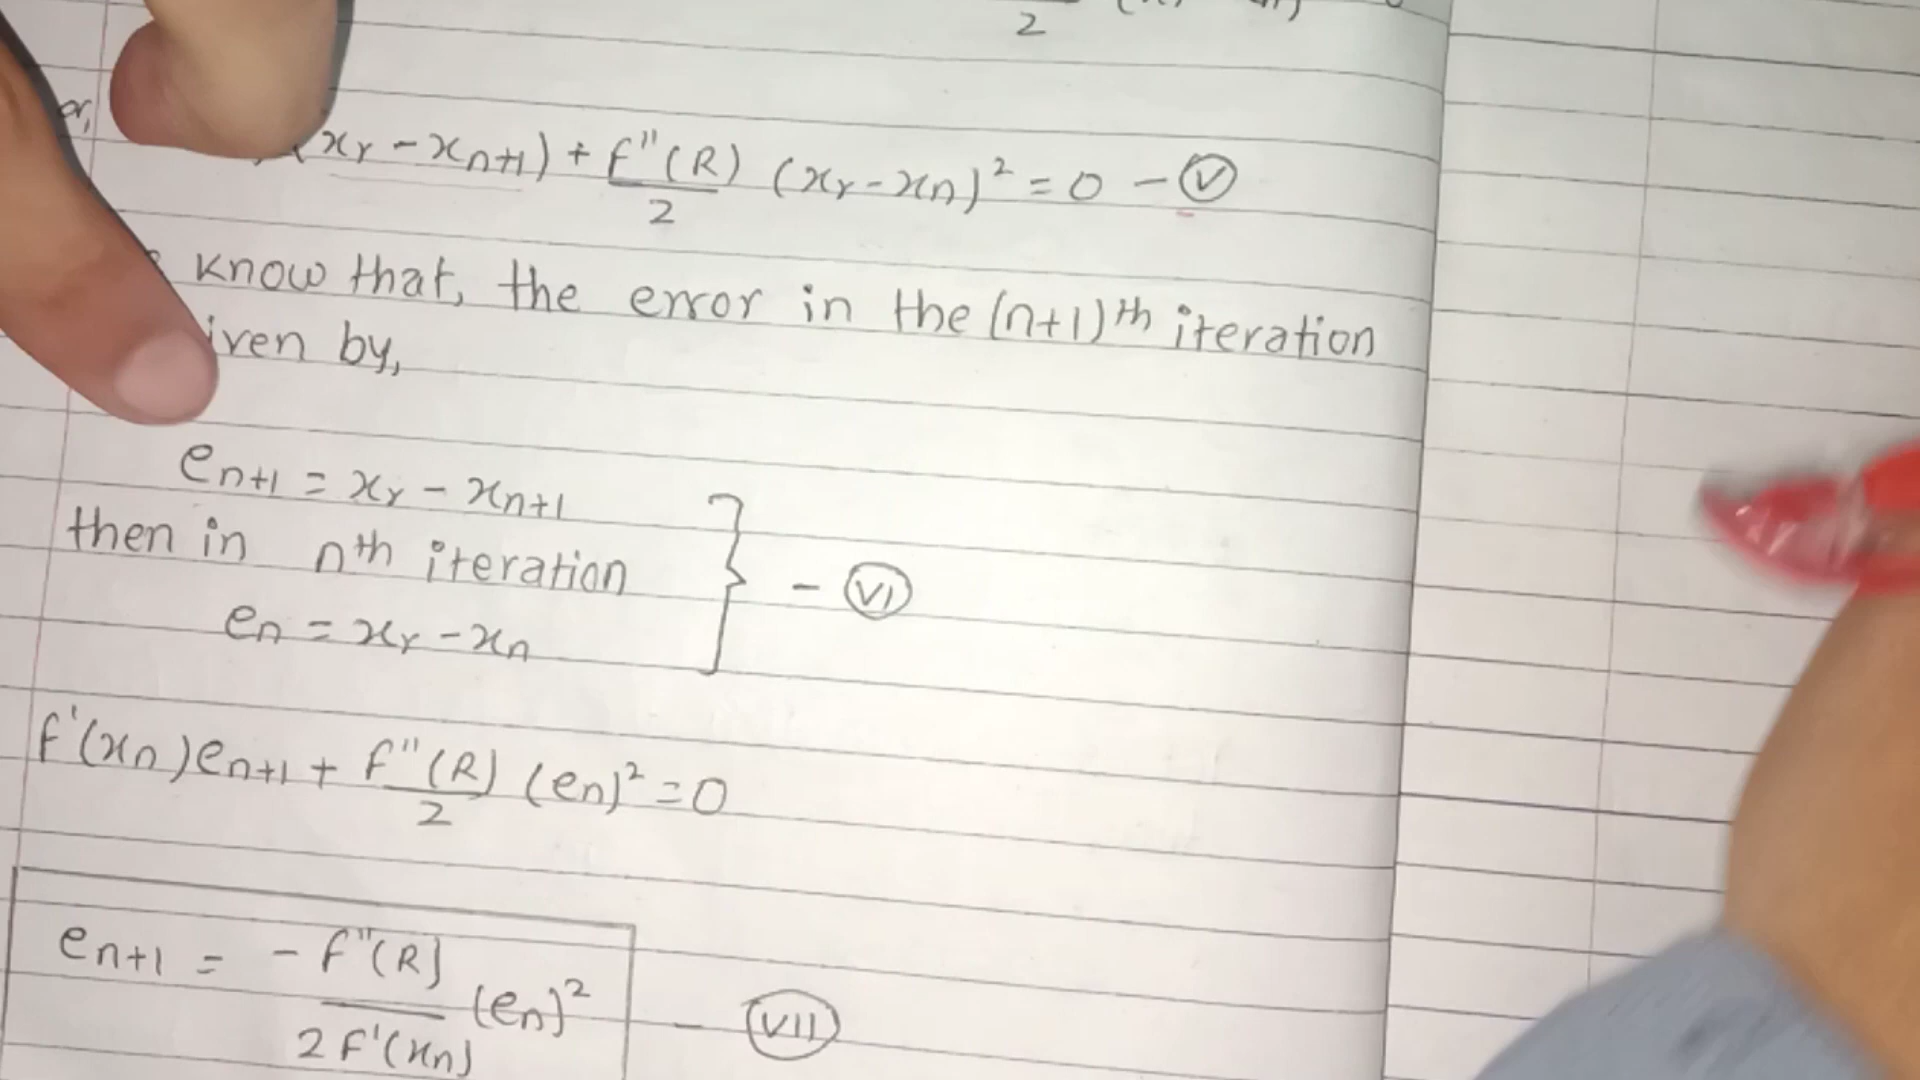 2
or,
(xr - xn+1) + f''(R)/2 (xr - xn)² = 0 - (V)
know that, the error in the (n+1)th iteration
iven by,
en+1 = xr - xn+1
then in nth iteration
} - (VI)
en = xr - xn
f'(xn)en+1 + f''(R)/2 (en)² = 0
en+1 = - f''(R)/2f'(xn) (en)² - (VII)